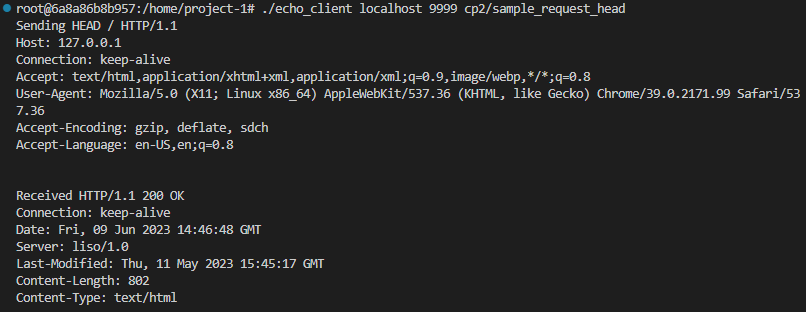 root@6a8a86b8b957:/home/project-1# ./echo_client localhost 9999 cp2/sample_request_head
Sending HEAD / HTTP/1.1
Host: 127.0.0.1
Connection: keep-alive
Accept: text/html,application/xhtml+xml,application/xml;q=0.9,image/webp,*/*;q=0.8
User-Agent: Mozilla/5.0 (X11; Linux x86_64) AppleWebKit/537.36 (KHTML, like Gecko) Chrome/39.0.2171.99 Safari/53
7.36
Accept-Encoding: gzip, deflate, sdch
Accept-Language: en-US,en;q=0.8
Received HTTP/1.1 200 OK
Connection: keep-alive
Date: Fri, 09 Jun 2023 14:46:48 GMT
Server: liso/1.0
Last-Modified: Thu, 11 May 2023 15:45:17 GMT
Content-Length: 802
Content-Type: text/html